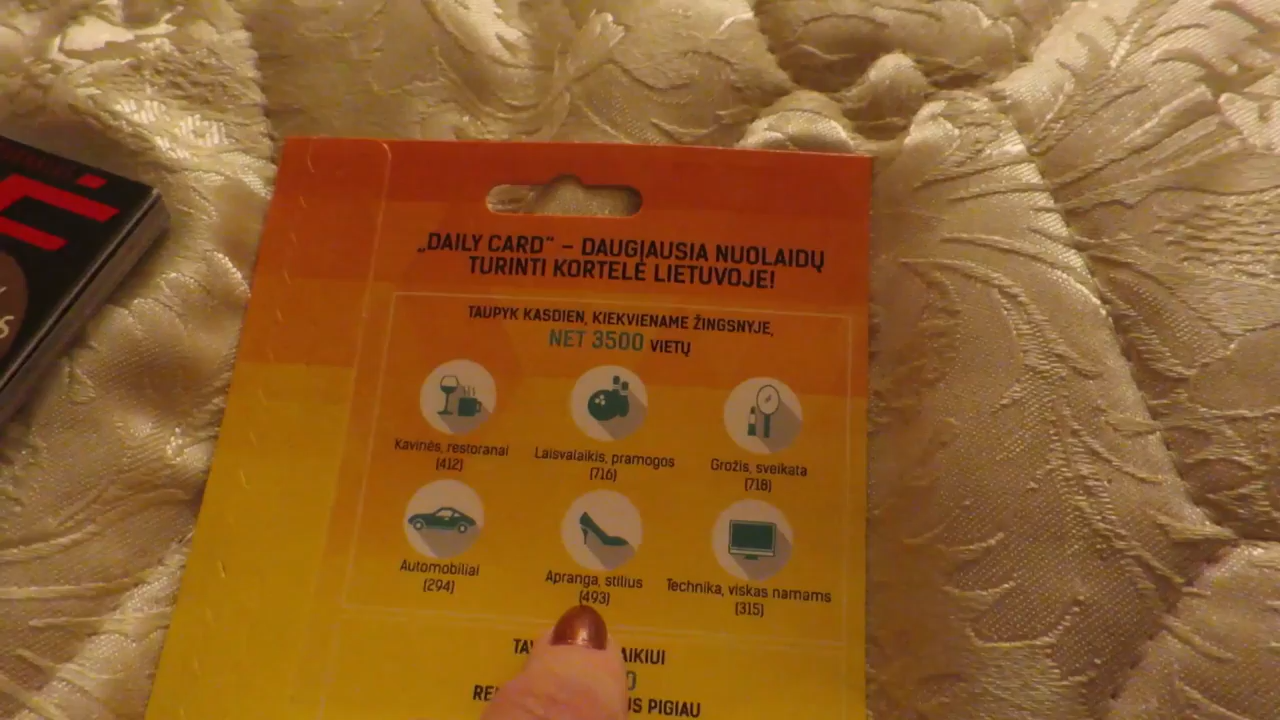 „DAILY CARD“ – DAUGIAUSIA NUOLAIDŲ
TURINTI KORTELĖ LIETUVOJE!
TAUPYK KASDIEN, KIEKVIENAME ŽINGSNYJE,
NET 3500 VIETŲ
Kavinės, restoranai
(412)
Laisvalaikis, pramogos
(716)
Grožis, sveikata
(718)
Automobiliai
(294)
Apranga, stilius
(493)
Technika, viskas namams
(315)
PIGIAU